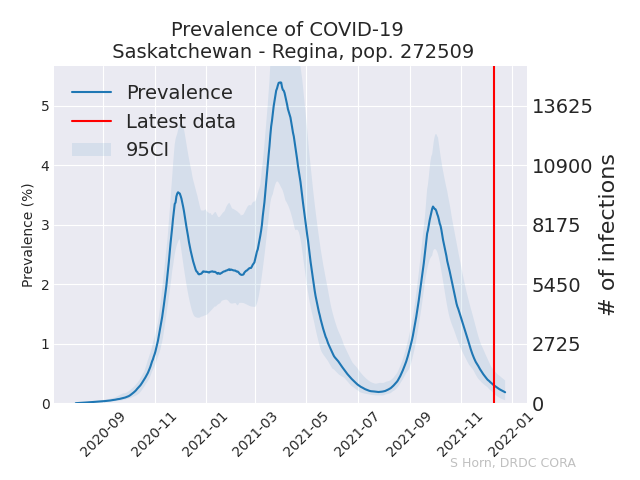 Prevalence of COVID-19
Saskatchewan - Regina, pop. 272509
Prevalence
Latest data
95CI
Prevalence (%)
5
4
3
2
1
0
13625
10900
8175
5450
2725
0
# of infections
2020-09
2020-11
2021-01
2021-03
2021-05
2021-07
2021-09
2021-11
2022-01
S Horn, DRDC CORA